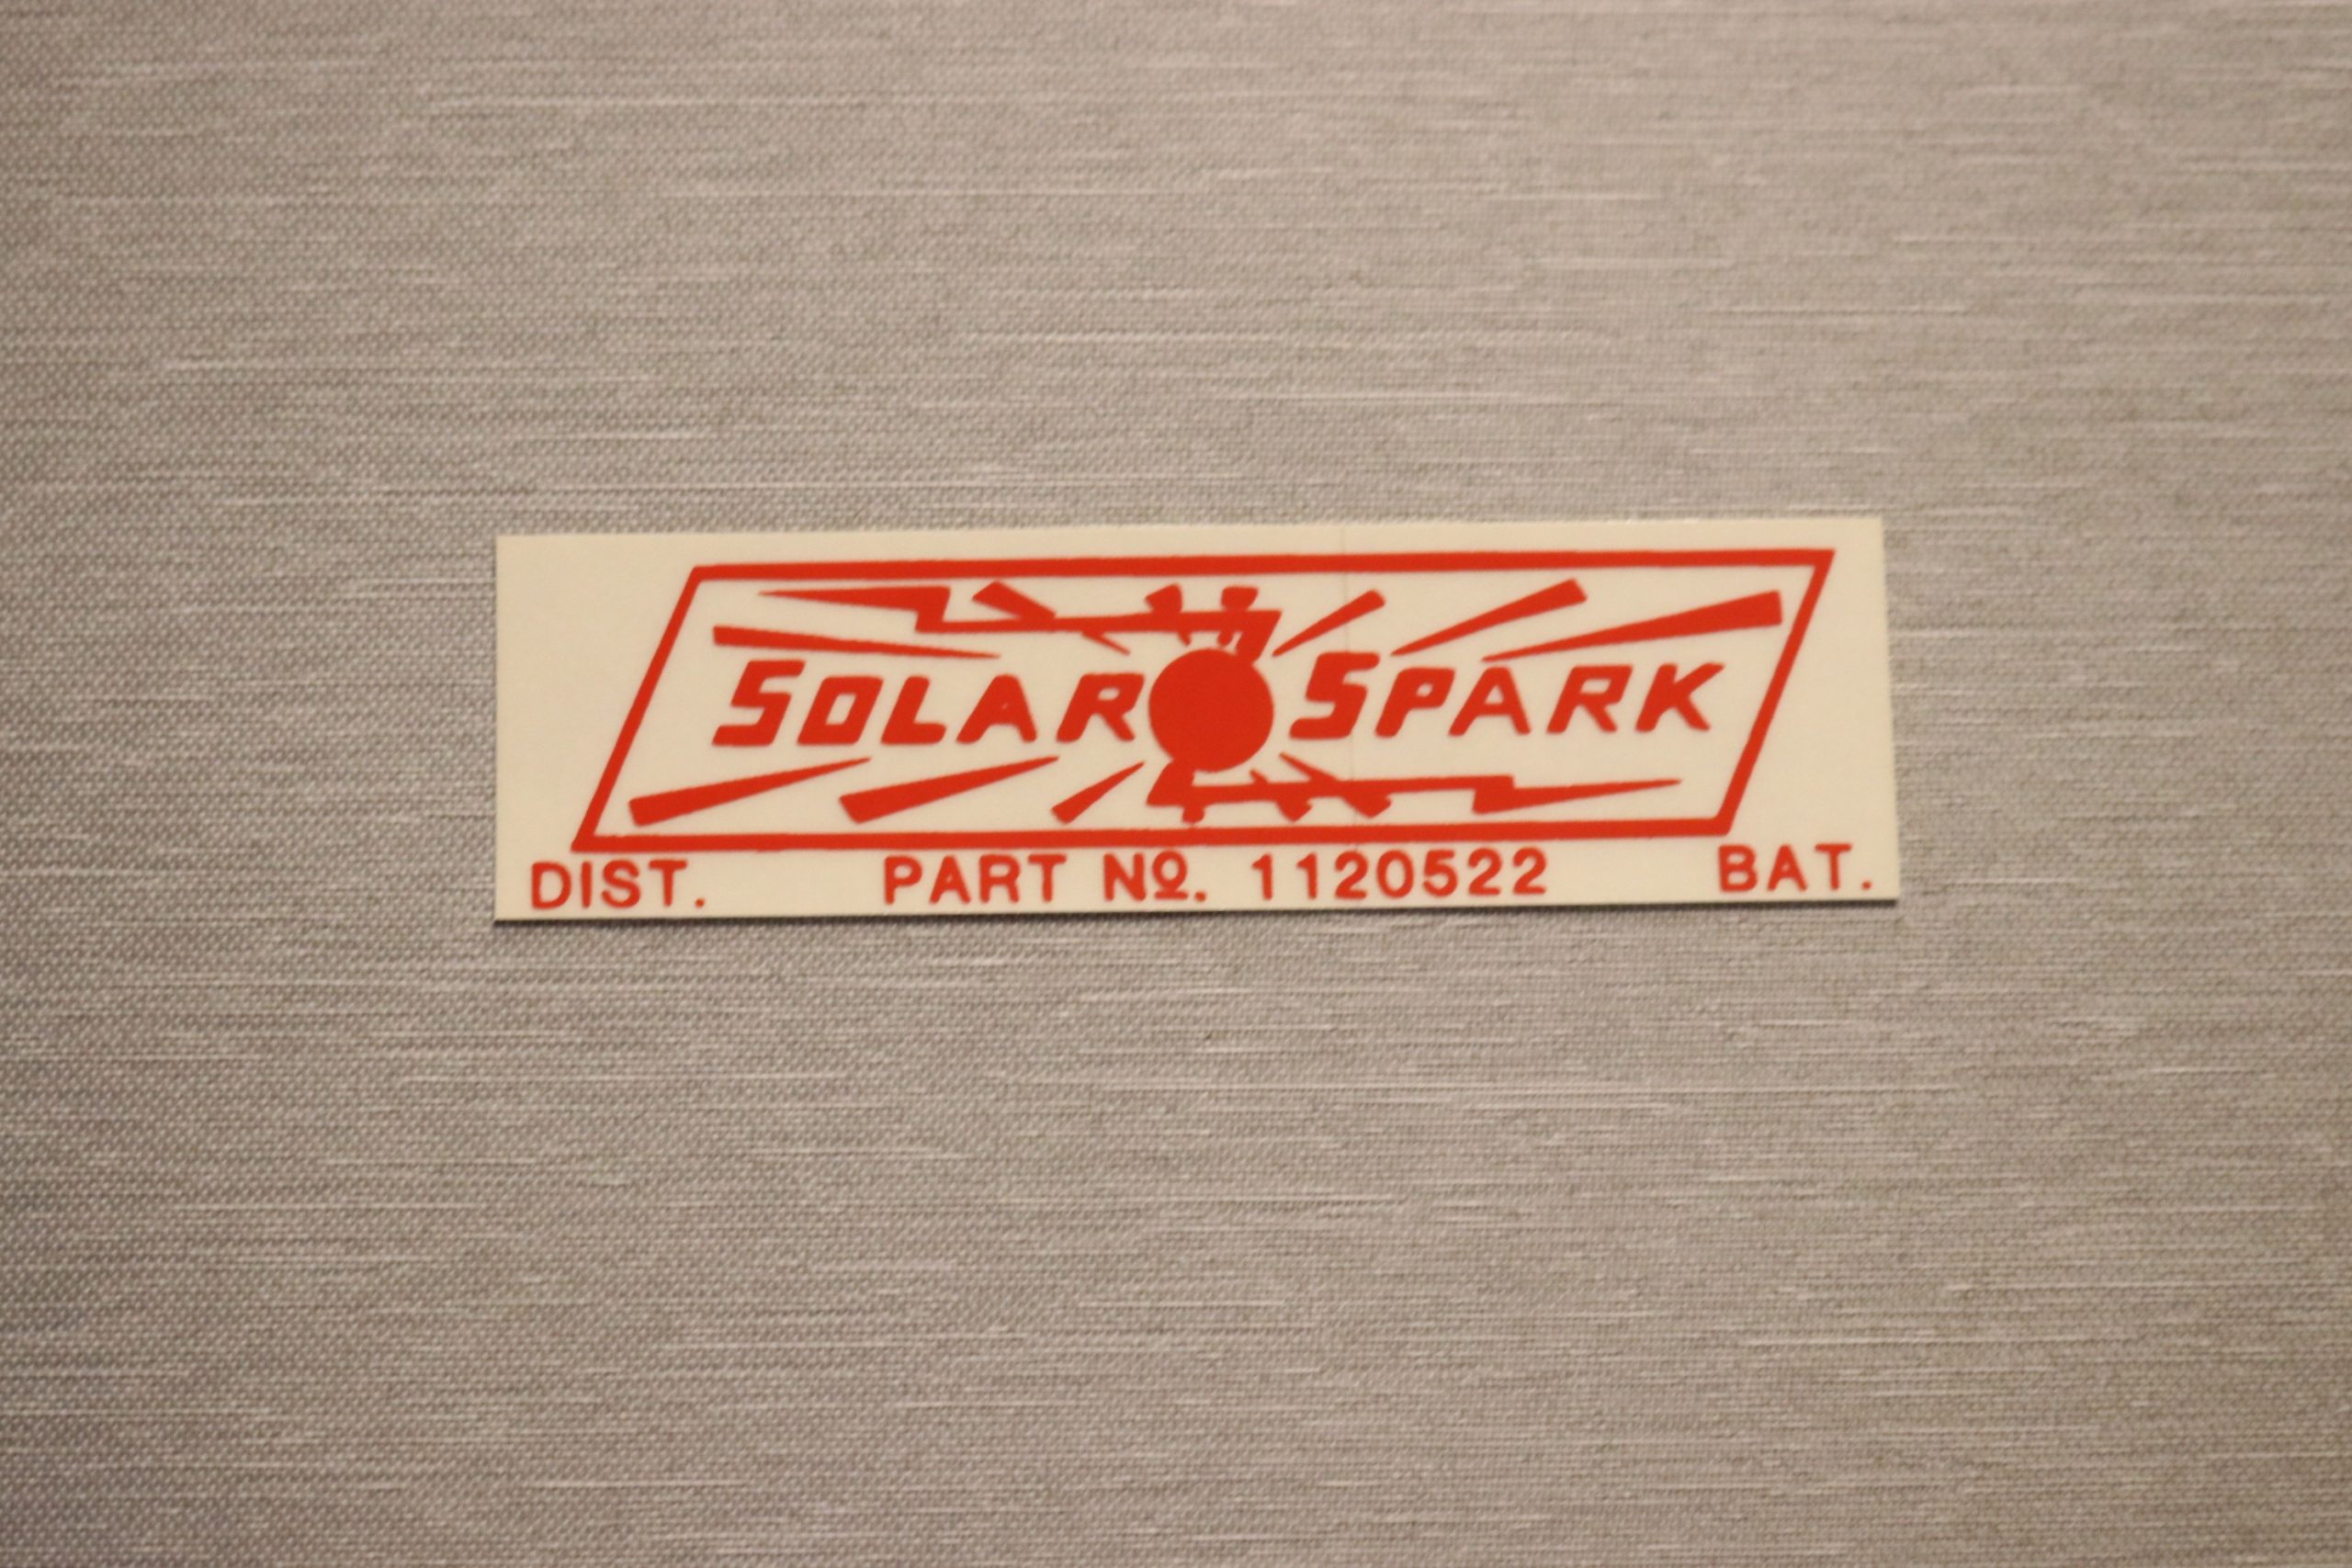 SOLAR SPARK
DIST. PART Nº. 1120522 BAT.